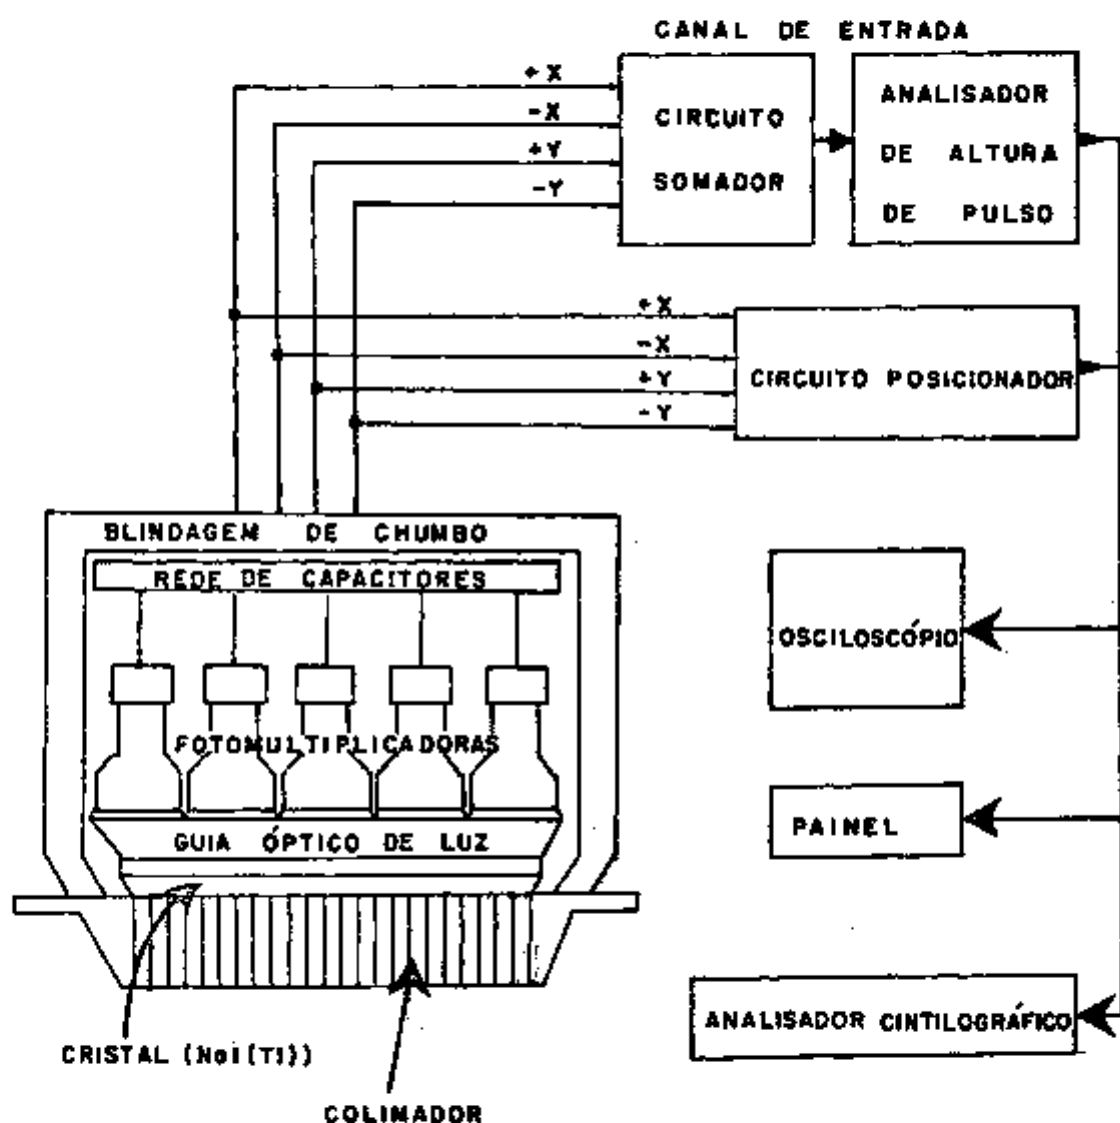 CANAL DE ENTRADA
+X
-X
+Y
-Y
CIRCUITO
SOMADOR
ANALISADOR
DE ALTURA
DE PULSO
+X
-X
+Y
-Y
CIRCUITO POSICIONADOR
BLINDAGEM DE CHUMBO
REDE DE CAPACITORES
FOTOMULTIPLICADORAS
GUIA ÓPTICO DE LUZ
OSCILOSCÓPIO
PAINEL
ANALISADOR CINTILOGRÁFICO
CRISTAL (NaI(Tl))
COLIMADOR